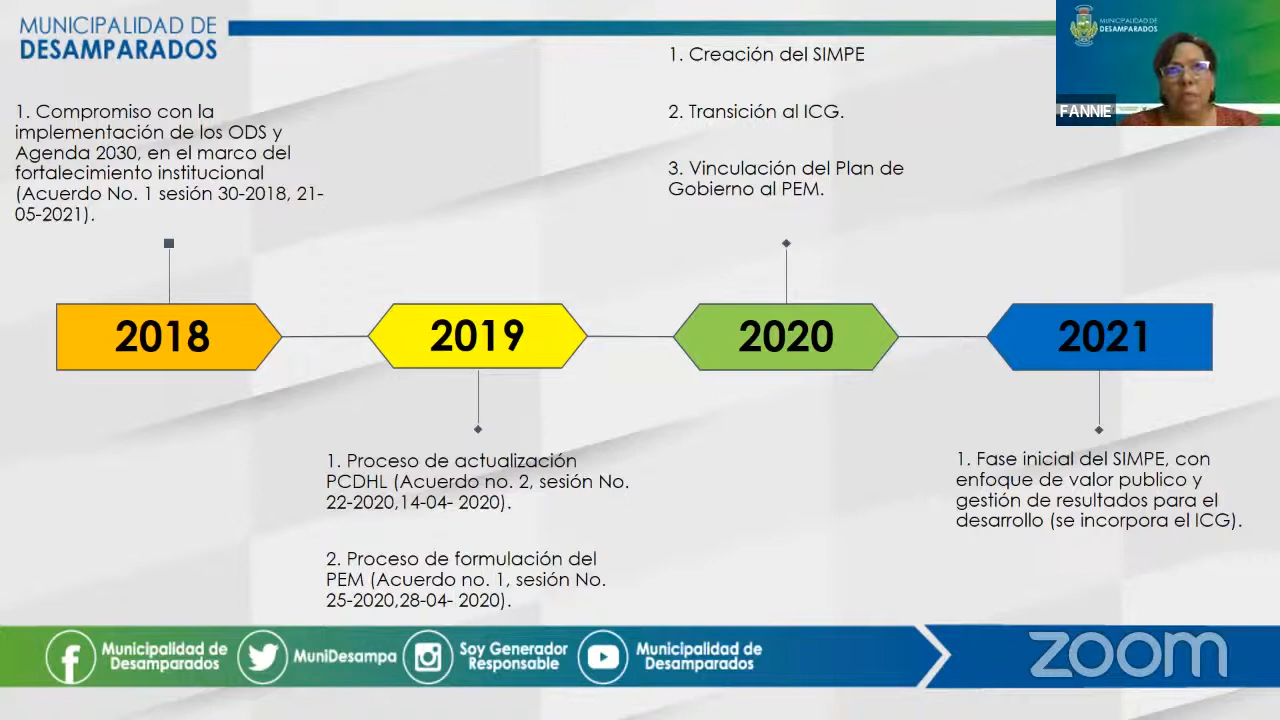 MUNICIPALIDAD DE
DESAMPARADOS
1. Compromiso con la
implementación de los ODS y
Agenda 2030, en el marco del
fortalecimiento institucional
(Acuerdo No. 1 sesión 30-2018, 21-
05-2021).
1. Creación del SIMPE
2. Transición al ICG.
3. Vinculación del Plan de
Gobierno al PEM.
MUNICIPALIDAD DE
DESAMPARADOS
FANNIE
2018
2019
2020
2021
1. Proceso de actualización
PCDHL (Acuerdo no. 2, sesión No.
22-2020,14-04- 2020).
2. Proceso de formulación del
PEM (Acuerdo no. 1, sesión No.
25-2020,28-04- 2020).
1. Fase inicial del SIMPE, con
enfoque de valor publico y
gestión de resultados para el
desarrollo (se incorpora el ICG).
Municipalidad de
Desamparados
MuniDesampa
Soy Generador
Responsable
Municipalidad de
Desamparados
zoom